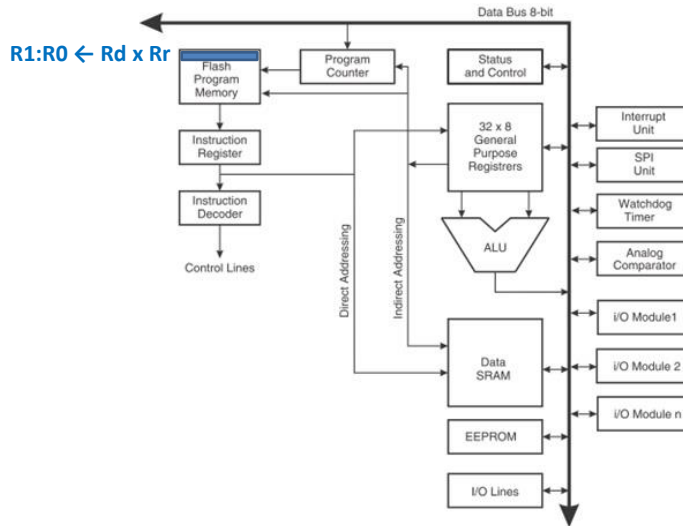 Data Bus 8-bit
R1:R0 ← Rd x Rr
Flash
Program
Memory
Program
Counter
Status
and Control
32 x 8
General
Purpose
Registrers
Interrupt
Unit
Instruction
Register
SPI
Unit
Instruction
Decoder
Watchdog
Timer
ALU
Analog
Comparator
Control Lines
Direct Addressing
Indirect Addressing
i/O Module1
Data
SRAM
i/O Module 2
i/O Module n
EEPROM
I/O Lines